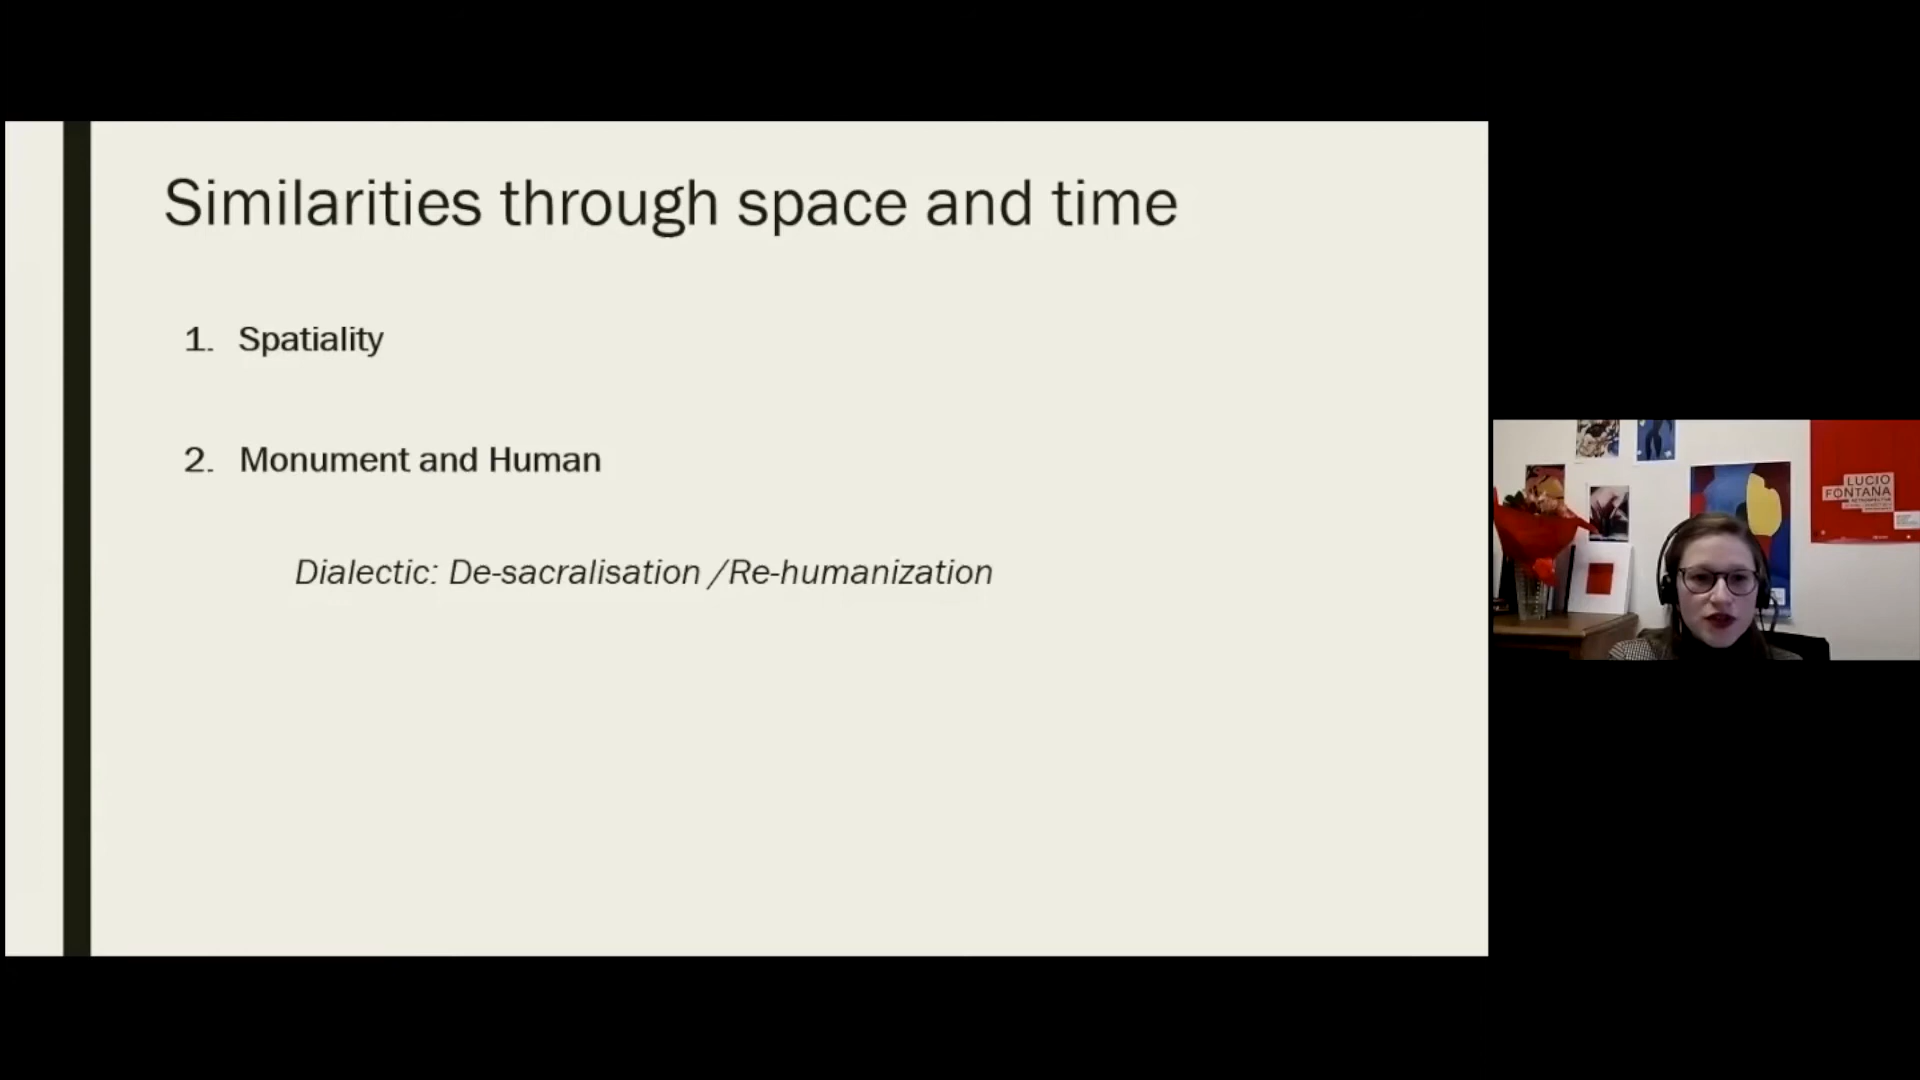 Similarities through space and time
1. Spatiality
2. Monument and Human
Dialectic: De-sacralisation /Re-humanization
LUCIO
FONTANA